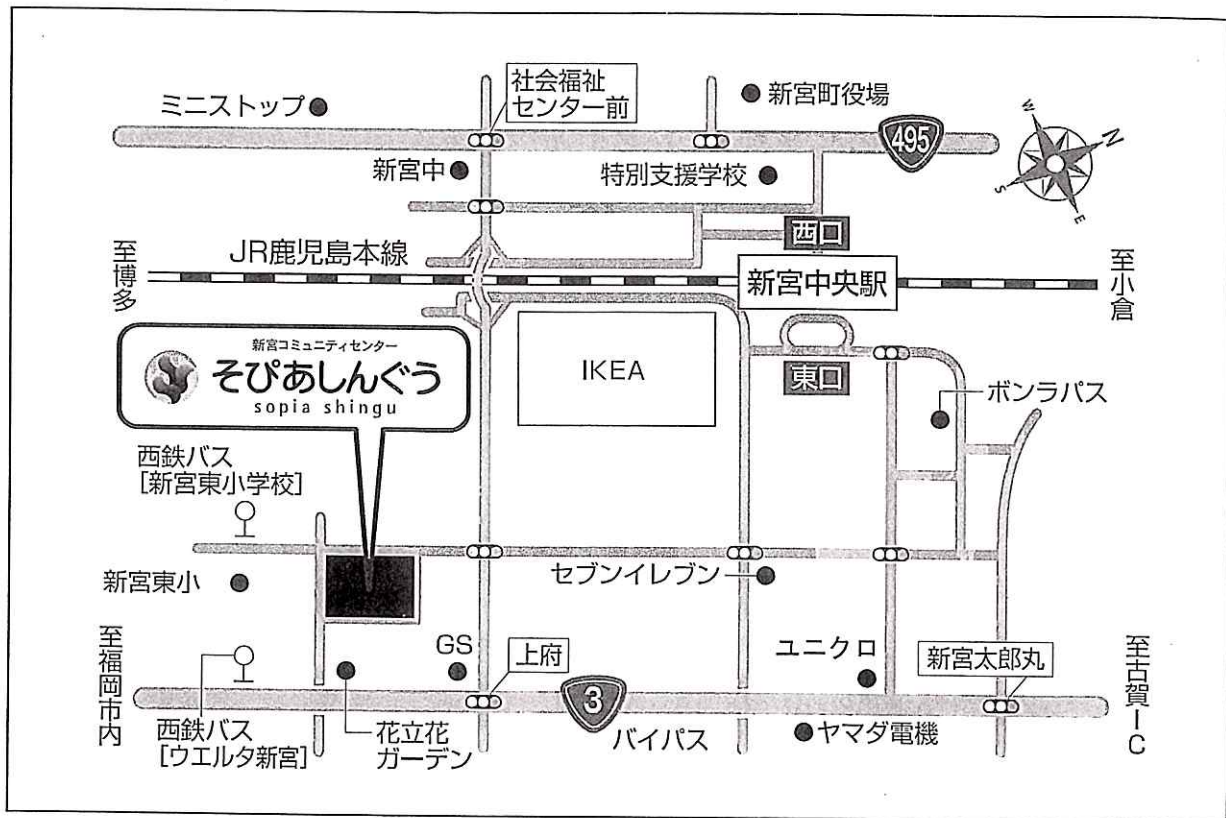 社会福祉
センター前
ミニストップ
新宮町役場
495
W
N
S
E
新宮中
特別支援学校
西口
JR鹿児島本線
至博多
新宮中央駅
至小倉
新宮コミュニティセンター
そぴあしんぐう
sopia shingu
IKEA
東口
ボンラパス
西鉄バス
[新宮東小学校]
新宮東小
セブンイレブン
至福岡市内
GS
上府
ユニクロ
新宮太郎丸
至古賀IC
3
西鉄バス
[ウエルタ新宮]
花立花
ガーデン
バイパス
ヤマダ電機